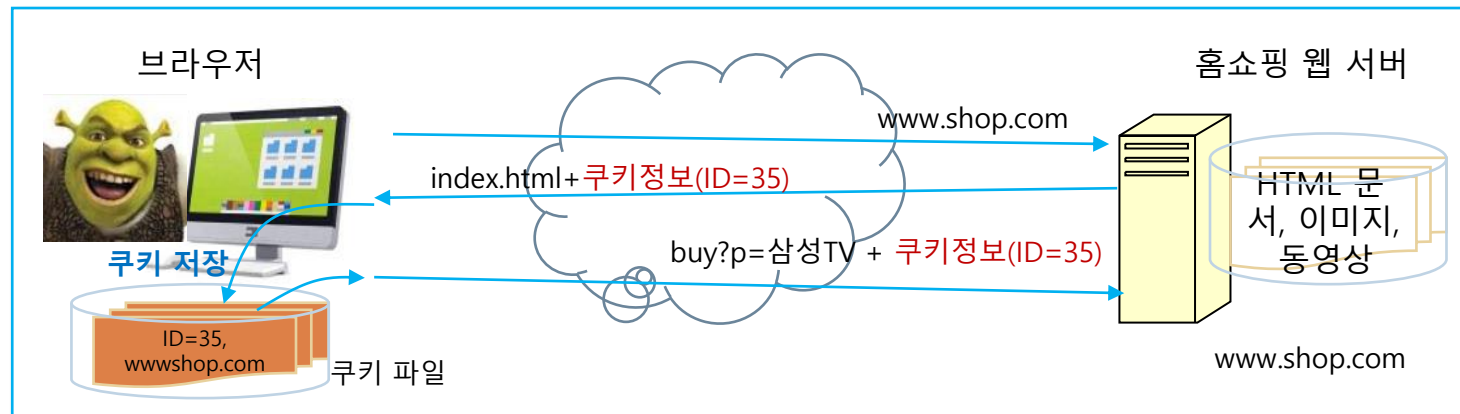 브라우저
홈쇼핑 웹 서버
www.shop.com
index.html+쿠키정보(ID=35)
HTML 문
서, 이미지,
동영상
buy?p=삼성TV + 쿠키정보(ID=35)
쿠키 저장
ID=35,
wwwshop.com
쿠키 파일
www.shop.com